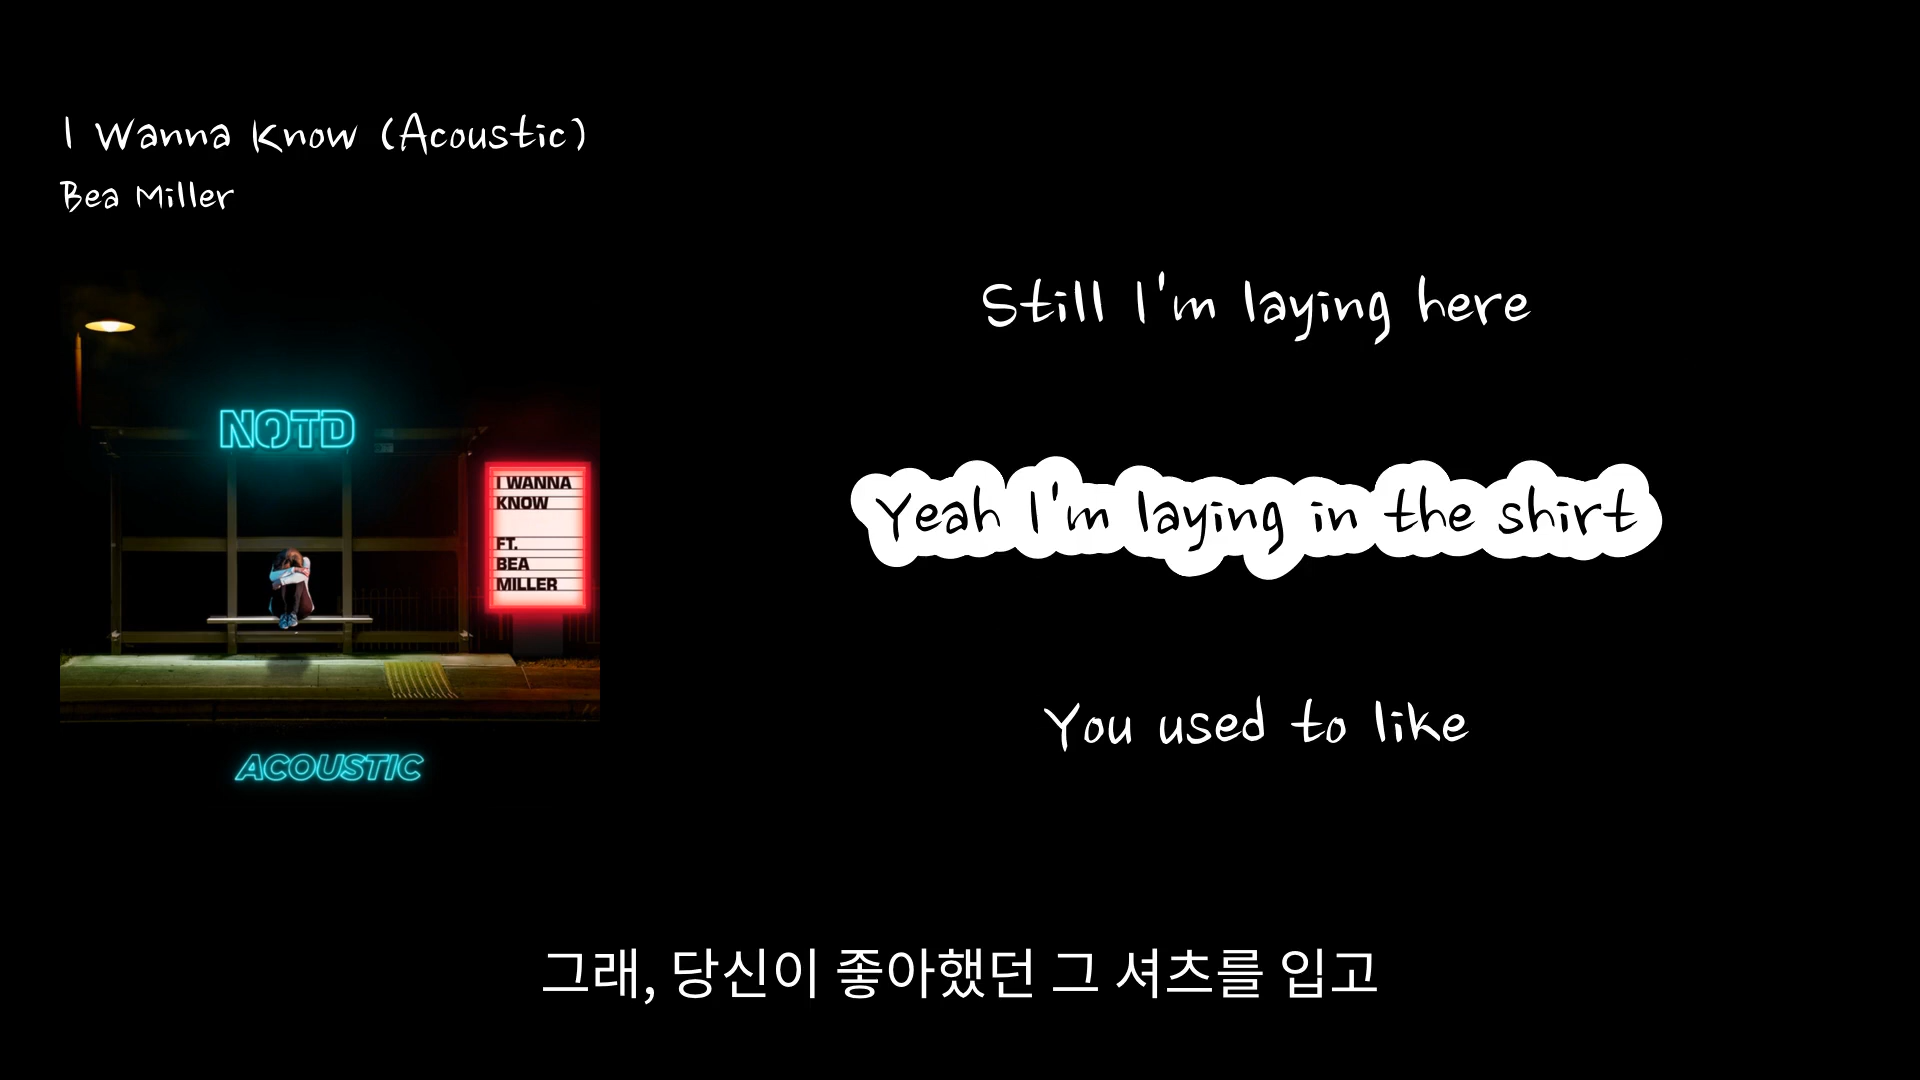 I Wanna Know (Acoustic)
Bea Miller
NOTD
I WANNA
KNOW
FT.
BEA
MILLER
ACOUSTIC
Still I'm laying here
Yeah I'm laying in the shirt
You used to like
그래, 당신이 좋아했던 그 셔츠를 입고